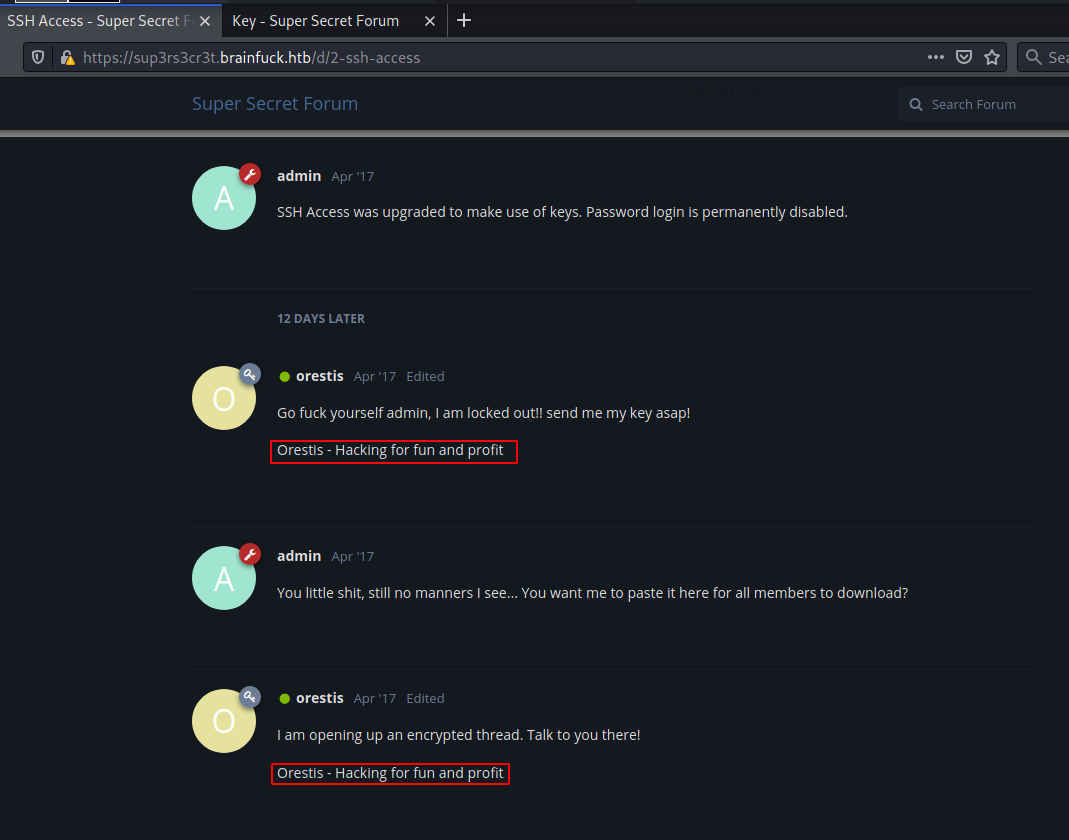 SSH Access - Super Secret F
Key - Super Secret Forum
https://sup3rs3cr3t.brainfuck.htb/d/2-ssh-access
Sea
Super Secret Forum
SSH Access
Search Forum
A
admin Apr '17
SSH Access was upgraded to make use of keys. Password login is permanently disabled.
12 DAYS LATER
O
orestis Apr '17 Edited
Go fuck yourself admin, I am locked out!! send me my key asap!
Orestis - Hacking for fun and profit
A
admin Apr '17
You little shit, still no manners I see... You want me to paste it here for all members to download?
O
orestis Apr '17 Edited
I am opening up an encrypted thread. Talk to you there!
Orestis - Hacking for fun and profit